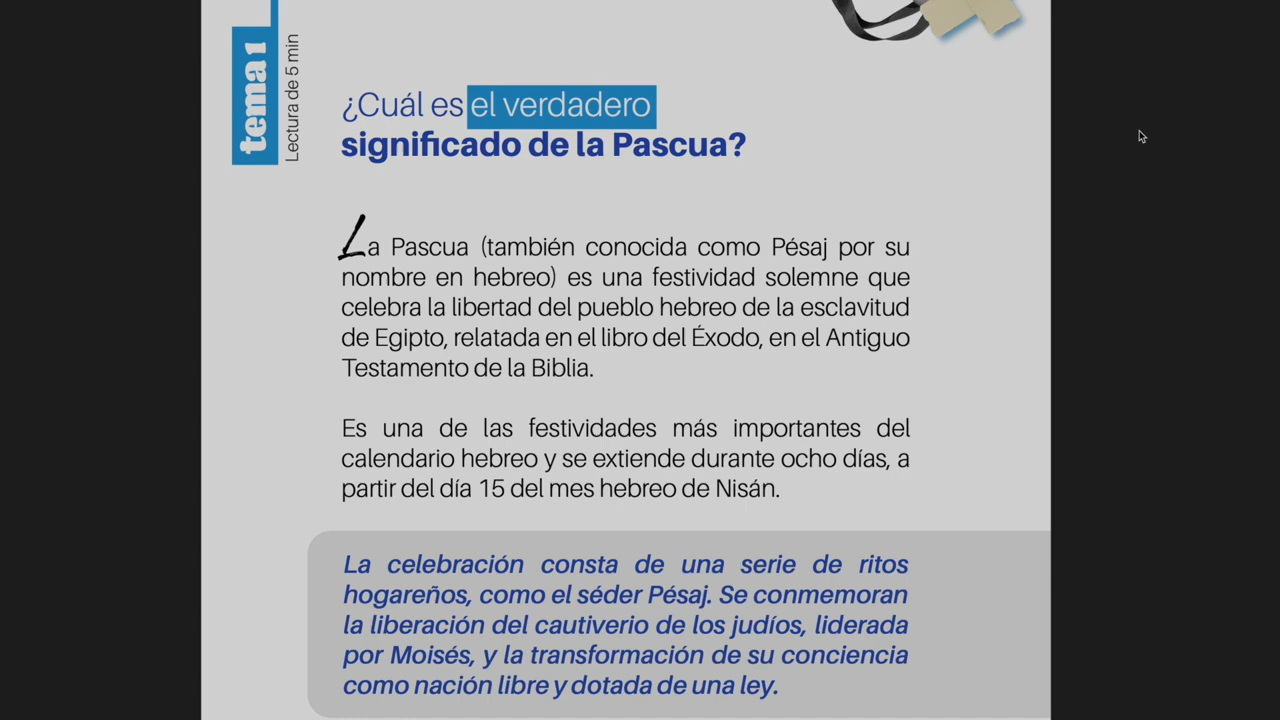 tema 1
Lectura de 5 min
¿Cuál es el verdadero
significado de la Pascua?
La Pascua (también conocida como Pésaj por su
nombre en hebreo) es una festividad solemne que
celebra la libertad del pueblo hebreo de la esclavitud
de Egipto, relatada en el libro del Éxodo, en el Antiguo
Testamento de la Biblia.
Es una de las festividades más importantes del
calendario hebreo y se extiende durante ocho días, a
partir del día 15 del mes hebreo de Nisán.
La celebración consta de una serie de ritos
hogareños, como el séder Pésaj. Se conmemoran
la liberación del cautiverio de los judíos, liderada
por Moisés, y la transformación de su conciencia
como nación libre y dotada de una ley.